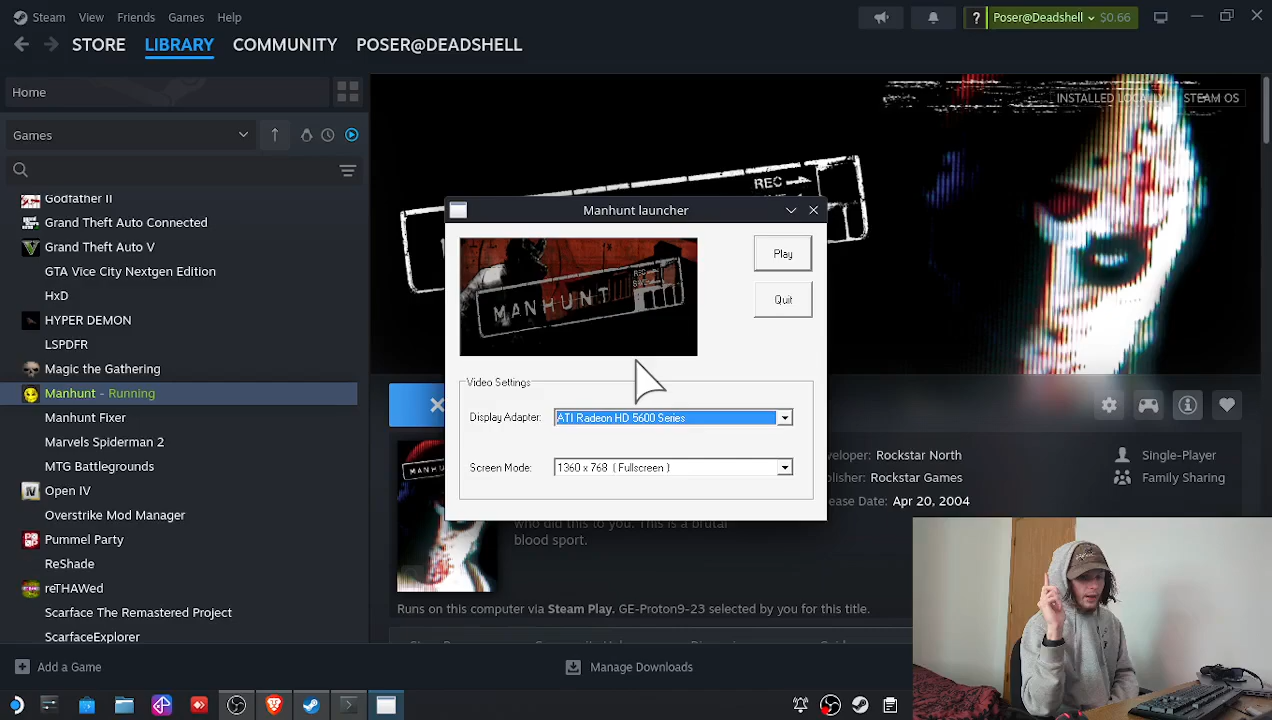 Steam View Friends Games Help
? Poser@Deadshell $0.66
STORE LIBRARY COMMUNITY POSER@DEADSHELL
Home
INSTALLED LOCALLY STEAM OS
Games
Godfather II
Grand Theft Auto Connected
Grand Theft Auto V
GTA Vice City Nextgen Edition
HxD
HYPER DEMON
LSPDFR
Magic the Gathering
Manhunt - Running
Manhunt Fixer
Marvels Spiderman 2
MTG Battlegrounds
Open IV
Overstrike Mod Manager
Pummel Party
ReShade
reTHAWed
Scarface The Remastered Project
ScarfaceExplorer
REC
Manhunt launcher
MANHUNT
REC
Play
Quit
Video Settings
Display Adapter: ATI Radeon HD 5600 Series
Screen Mode: 1360 x 768 ( Fullscreen )
Rockstar North
Rockstar Games
Apr 20, 2004
Single-Player
Family Sharing
who did this to you. This is a brutal
blood sport.
Runs on this computer via Steam Play. GE-Proton9-23 selected by you for this title.
Add a Game
Manage Downloads